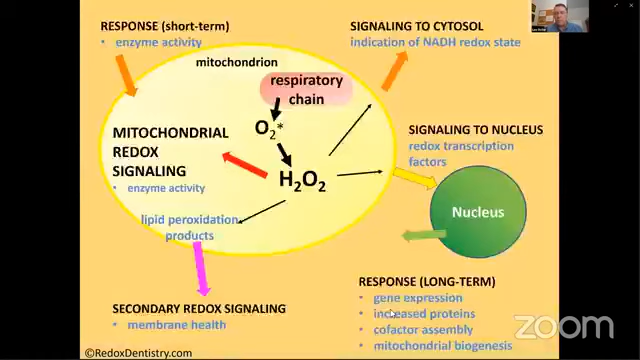 RESPONSE (short-term)
• enzyme activity
SIGNALING TO CYTOSOL
indication of NADH redox state
mitochondrion
respiratory
chain
O₂*
MITOCHONDRIAL
REDOX
SIGNALING
• enzyme activity
H₂O₂
SIGNALING TO NUCLEUS
redox transcription
factors
Nucleus
lipid peroxidation
products
SECONDARY REDOX SIGNALING
• membrane health
RESPONSE (LONG-TERM)
• gene expression
• increased proteins
• cofactor assembly
• mitochondrial biogenesis
zoom
©RedoxDentistry.com